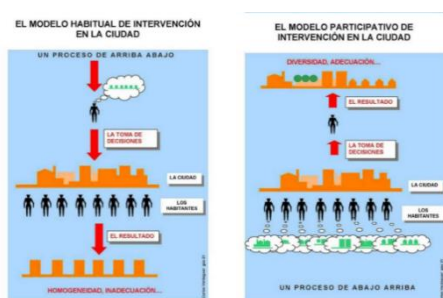 EL MODELO HABITUAL DE INTERVENCIÓN
EN LA CIUDAD
UN PROCESO DE ARRIBA ABAJO
LA TOMA DE
DECISIONES
LA CIUDAD
LOS
HABITANTES
EL RESULTADO
HOMOGENEIDAD, INADECUACIÓN...
EL MODELO PARTICIPATIVO DE
INTERVENCIÓN EN LA CIUDAD
DIVERSIDAD, ADECUACIÓN...
EL RESULTADO
LA TOMA DE
DECISIONES
LA CIUDAD
LOS
HABITANTES
UN PROCESO DE ABAJO ARRIBA